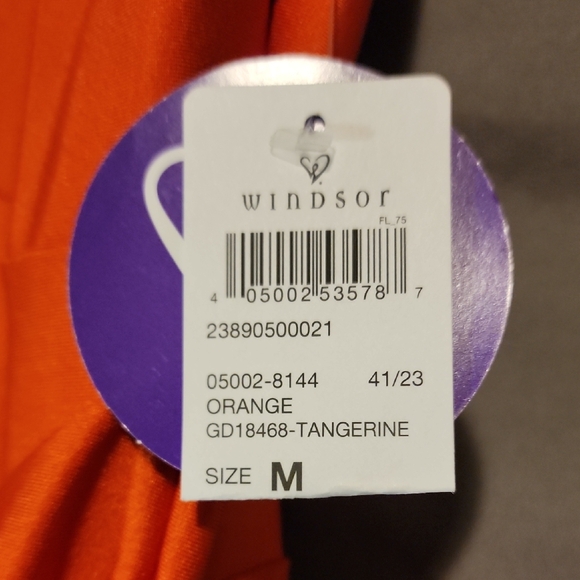 WINDSOR
FL_75
4 05002 53578 7
23890500021
05002-8144 41/23
ORANGE
GD18468-TANGERINE
SIZE M